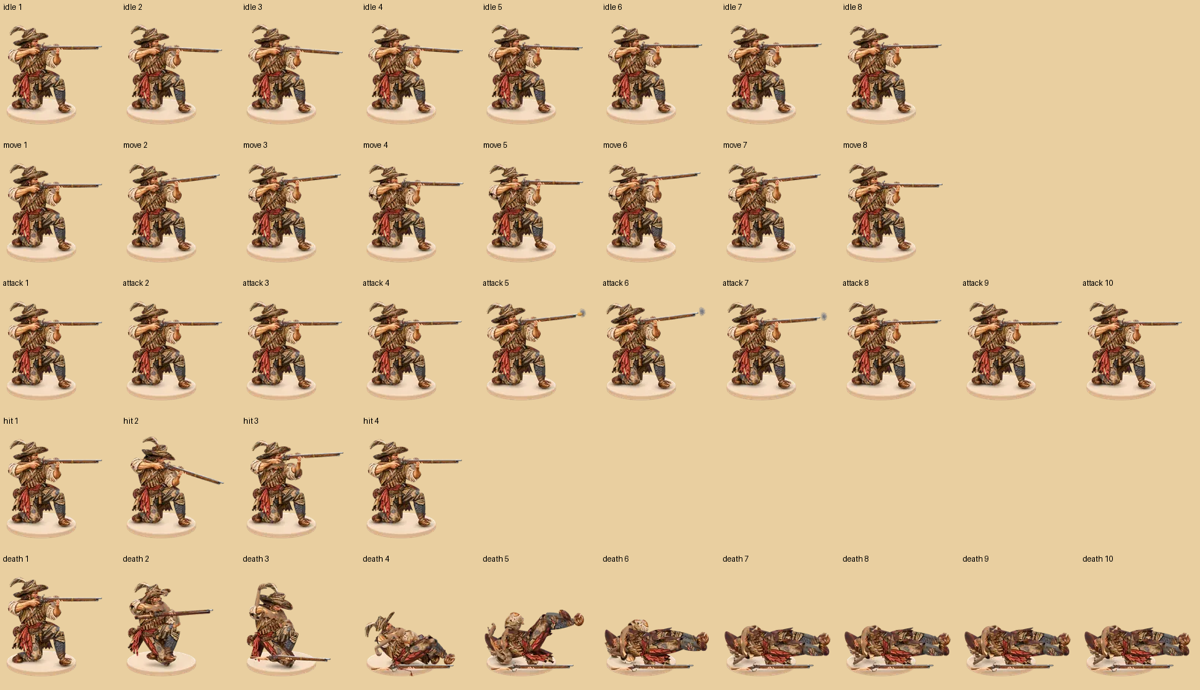 idle 1 idle 2 idle 3 idle 4 idle 5 idle 6 idle 7 idle 8
move 1 move 2 move 3 move 4 move 5 move 6 move 7 move 8
attack 1 attack 2 attack 3 attack 4 attack 5 attack 6 attack 7 attack 8 attack 9 attack 10
hit 1 hit 2 hit 3 hit 4
death 1 death 2 death 3 death 4 death 5 death 6 death 7 death 8 death 9 death 10